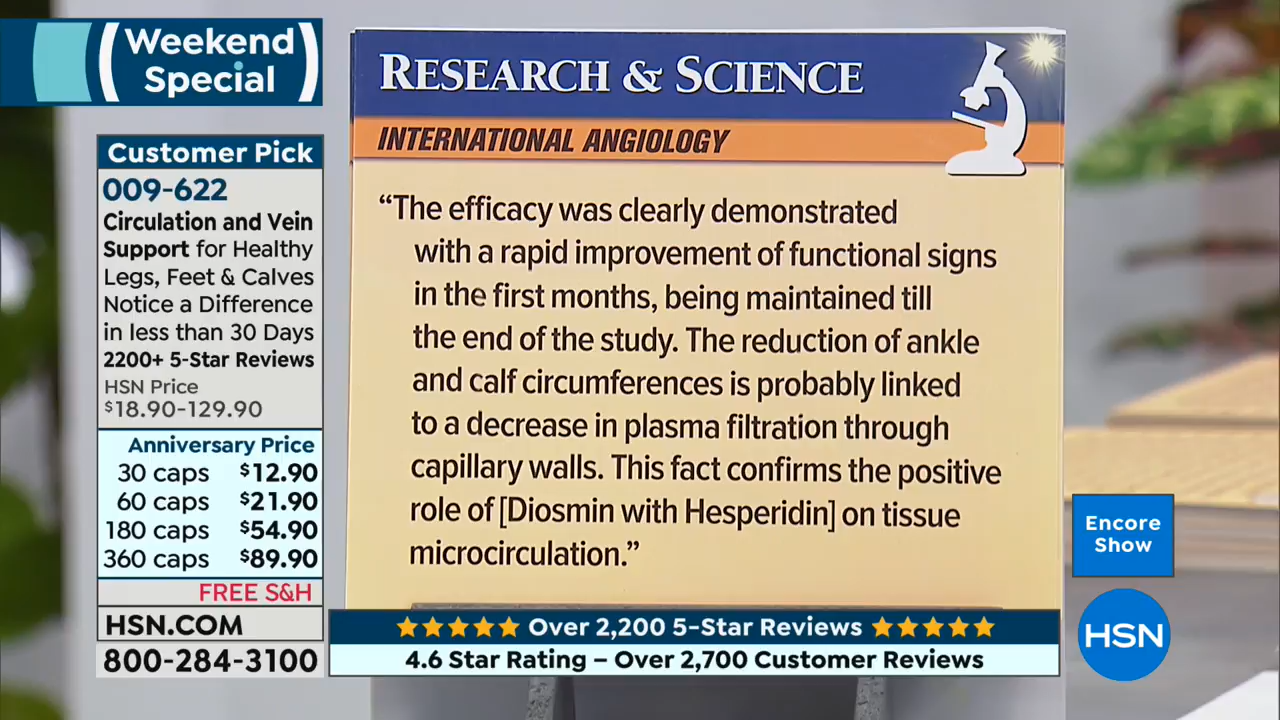 Weekend
Special
Customer Pick
009-622
Circulation and Vein
Support for Healthy
Legs, Feet & Calves
Notice a Difference
in less than 30 Days
2200+ 5-Star Reviews
HSN Price
$18.90-129.90
Anniversary Price
30 caps $12.90
60 caps $21.90
180 caps $54.90
360 caps $89.90
FREE S&H
HSN.COM
800-284-3100
RESEARCH & SCIENCE
INTERNATIONAL ANGIOLOGY
“The efficacy was clearly demonstrated
with a rapid improvement of functional signs
in the first months, being maintained till
the end of the study. The reduction of ankle
and calf circumferences is probably linked
to a decrease in plasma filtration through
capillary walls. This fact confirms the positive
role of [Diosmin with Hesperidin] on tissue
microcirculation.”
Over 2,200 5-Star Reviews
4.6 Star Rating – Over 2,700 Customer Reviews
Encore
Show
HSN